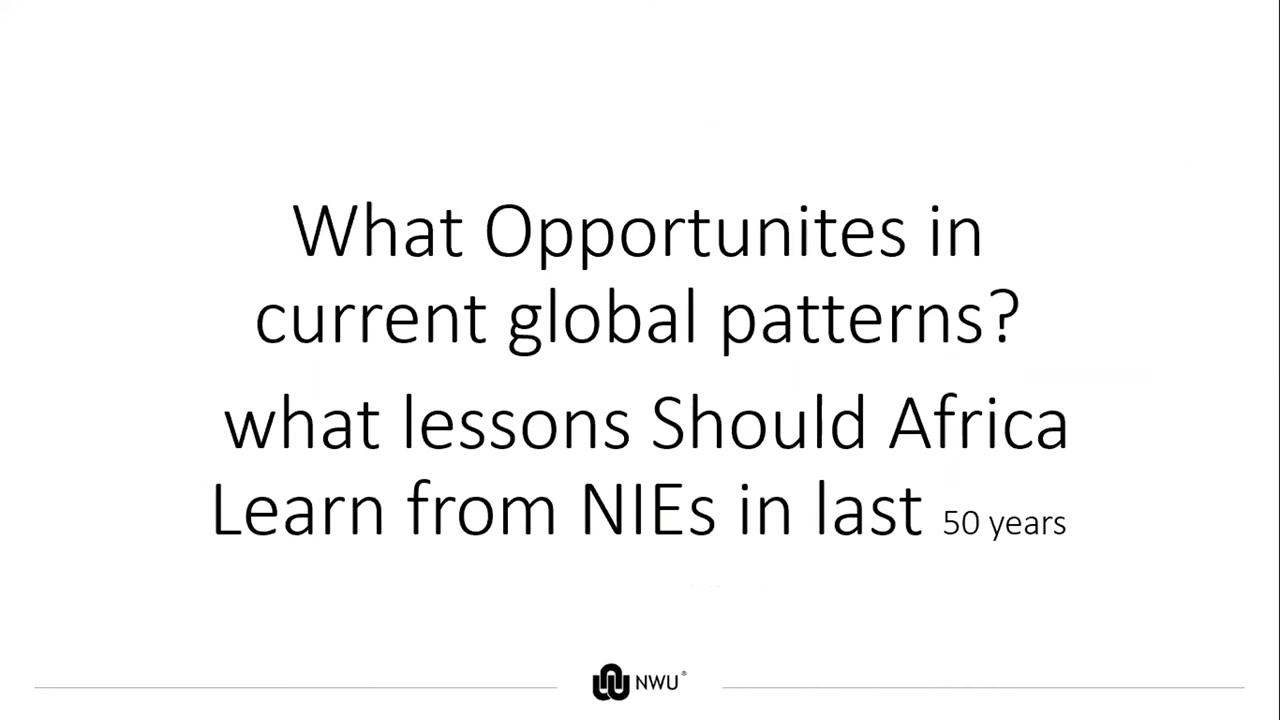 What Opportunites in
current global patterns?
what lessons Should Africa
Learn from NIEs in last 50 years
NWU®